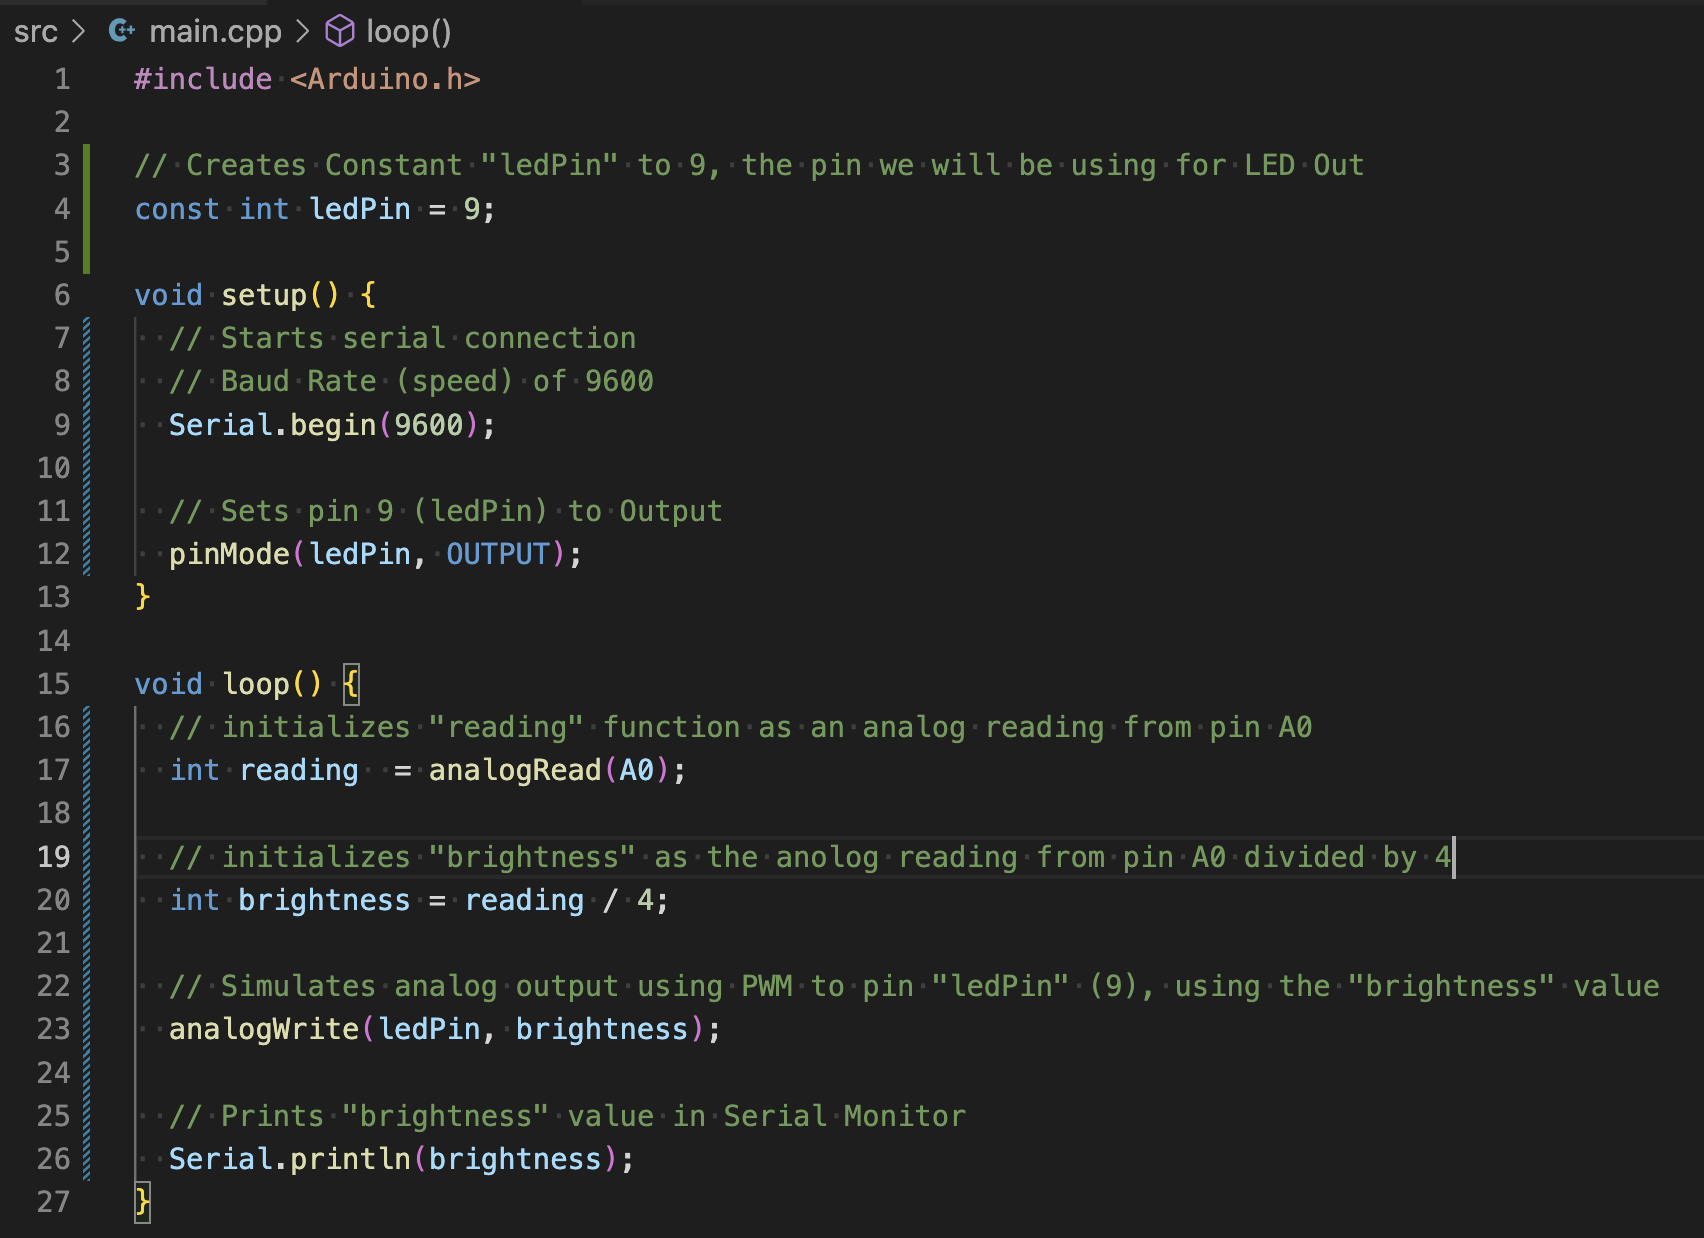 src > main.cpp > loop()
1 #include <Arduino.h>
2
3 // Creates Constant "ledPin" to 9, the pin we will be using for LED Out
4 const int ledPin = 9;
5
6 void setup() {
7   // Starts serial connection
8   // Baud Rate (speed) of 9600
9   Serial.begin(9600);
10
11   // Sets pin 9 (ledPin) to Output
12   pinMode(ledPin, OUTPUT);
13 }
14
15 void loop() {
16   // initializes "reading" function as an analog reading from pin A0
17   int reading  = analogRead(A0);
18
19   // initializes "brightness" as the anolog reading from pin A0 divided by 4
20   int brightness = reading / 4;
21
22   // Simulates analog output using PWM to pin "ledPin" (9), using the "brightness" value
23   analogWrite(ledPin, brightness);
24
25   // Prints "brightness" value in Serial Monitor
26   Serial.println(brightness);
27 }